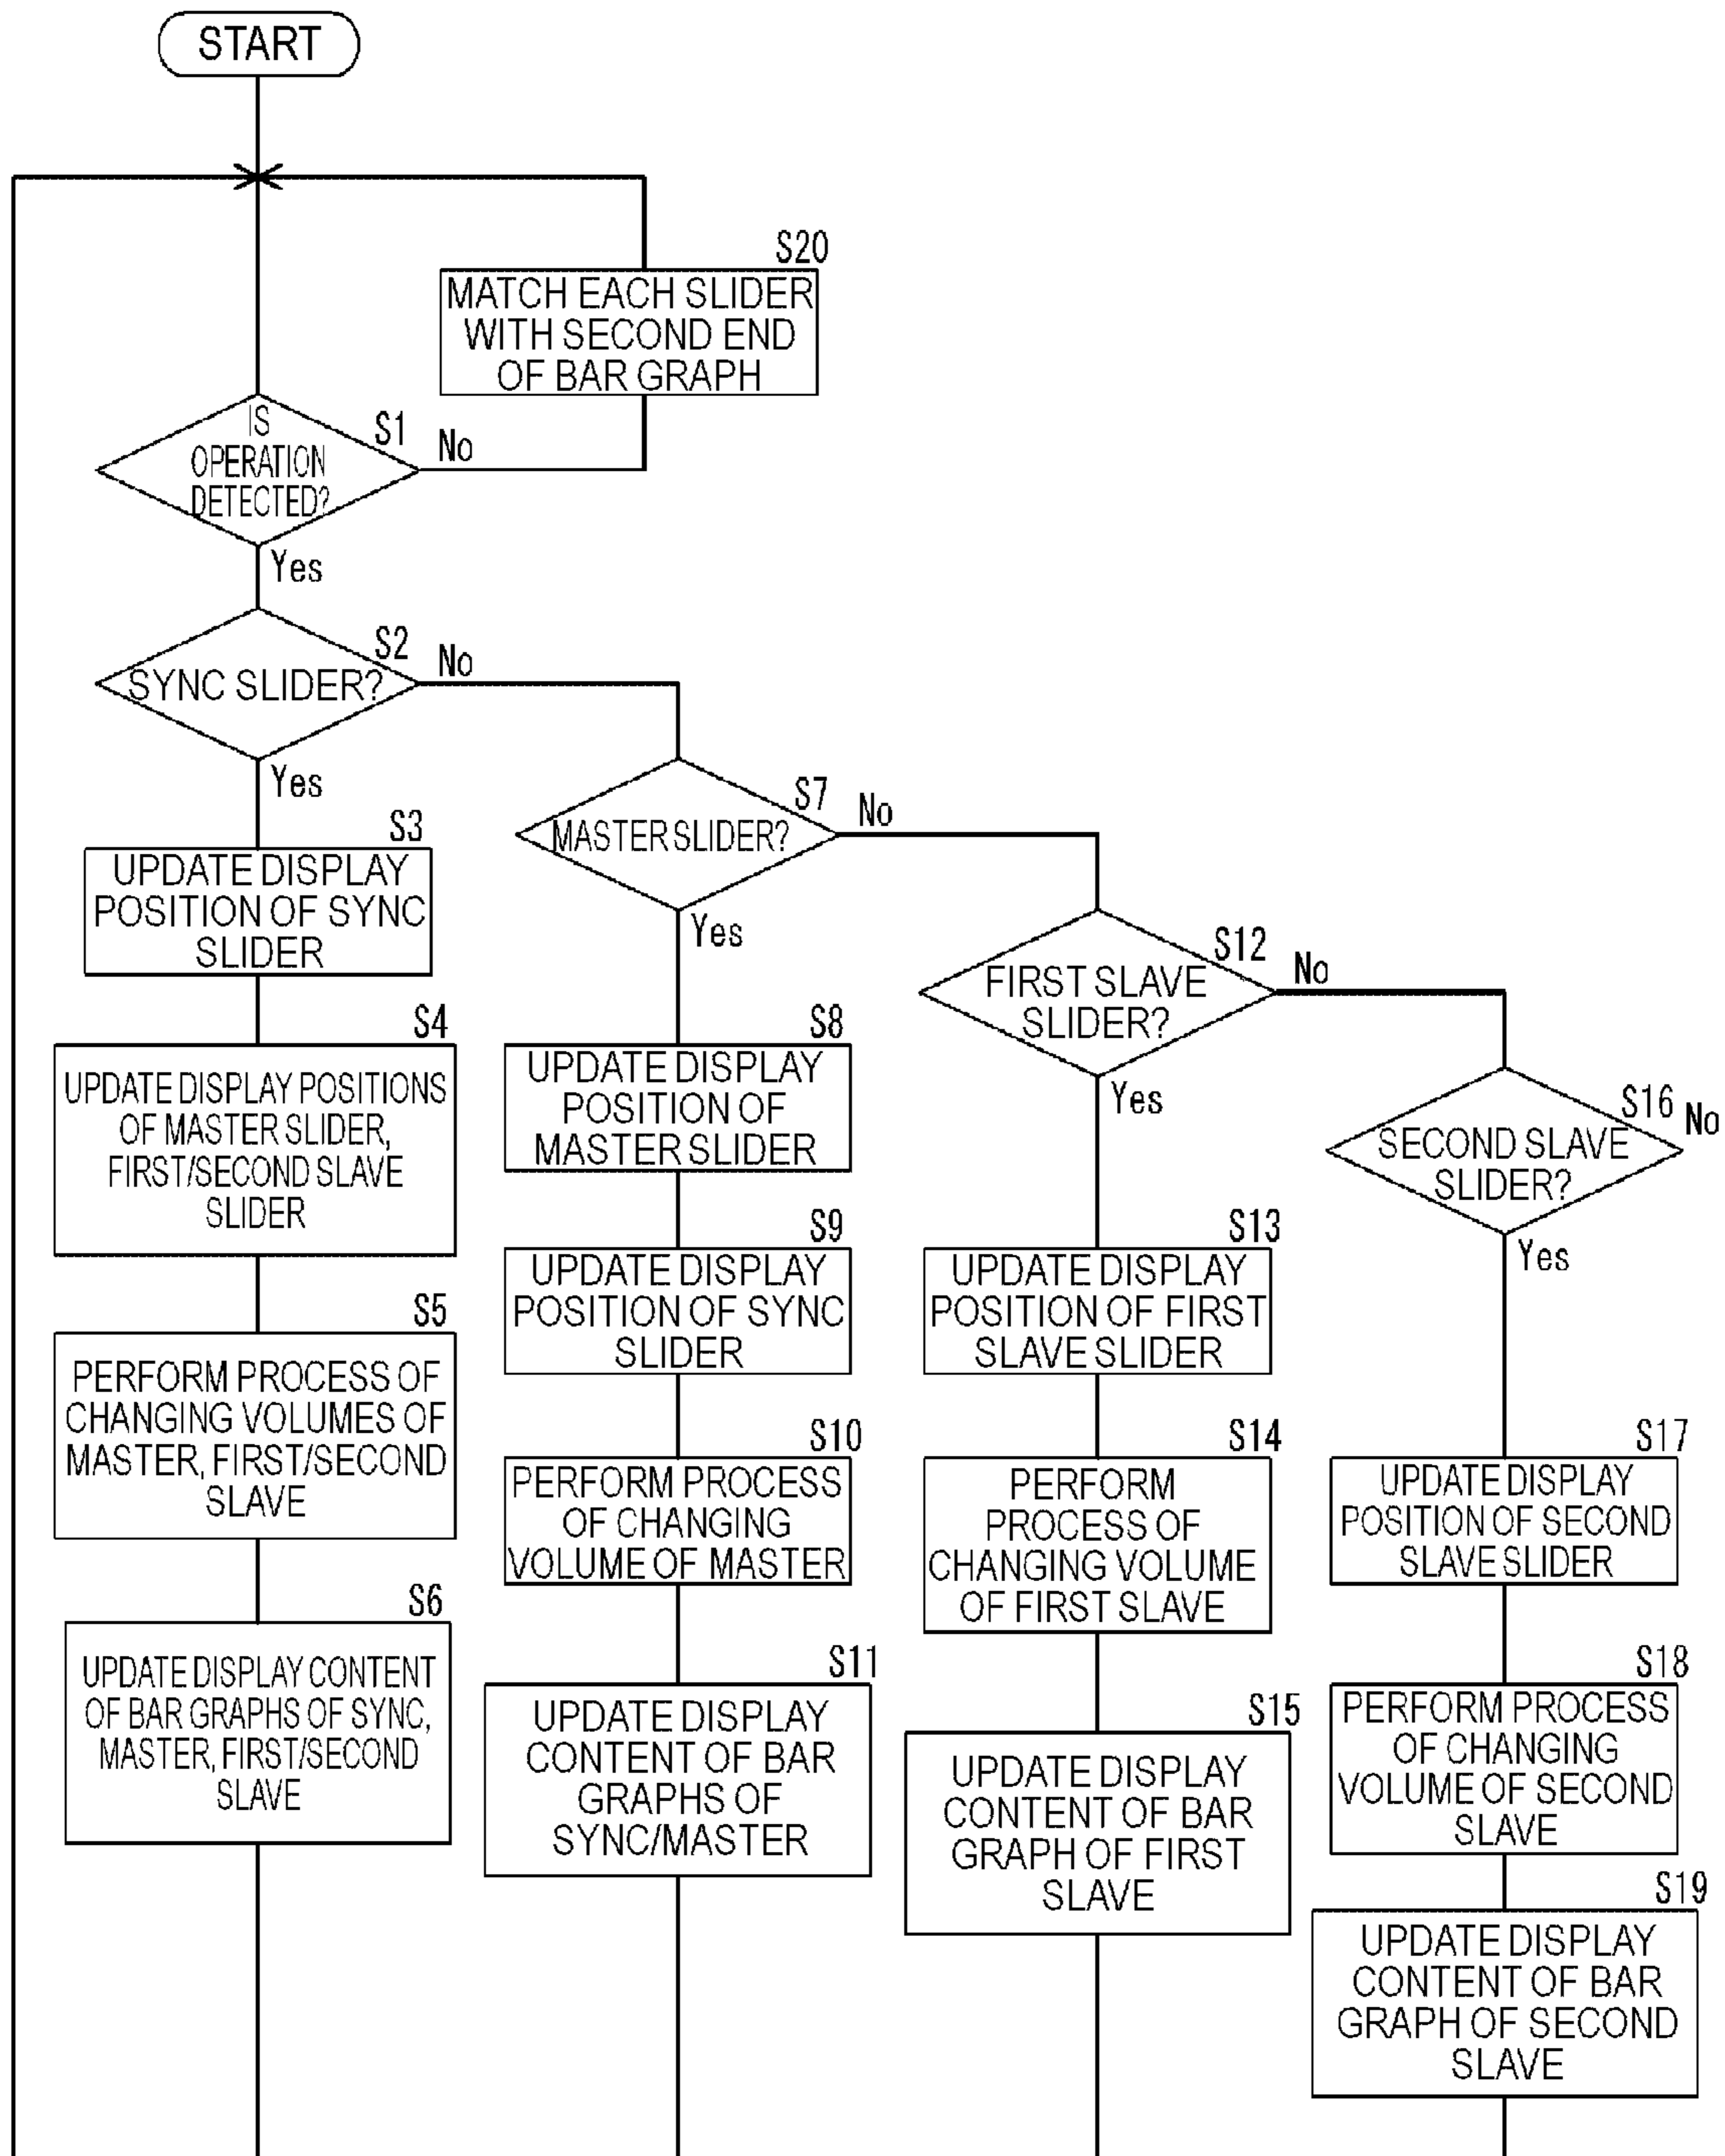 START
S20
MATCH EACH SLIDER
WITH SECOND END
OF BAR GRAPH
S1
IS
OPERATION
DETECTED?
No
Yes
S2
SYNC SLIDER?
No
Yes
S3
UPDATE DISPLAY
POSITION OF SYNC
SLIDER
S4
UPDATE DISPLAY POSITIONS
OF MASTER SLIDER,
FIRST/SECOND SLAVE
SLIDER
S5
PERFORM PROCESS OF
CHANGING VOLUMES OF
MASTER, FIRST/SECOND
SLAVE
S6
UPDATE DISPLAY CONTENT
OF BAR GRAPHS OF SYNC,
MASTER, FIRST/SECOND
SLAVE
S7
MASTER SLIDER?
No
Yes
S8
UPDATE DISPLAY
POSITION OF
MASTER SLIDER
S9
UPDATE DISPLAY
POSITION OF SYNC
SLIDER
S10
PERFORM PROCESS
OF CHANGING
VOLUME OF MASTER
S11
UPDATE DISPLAY
CONTENT OF BAR
GRAPHS OF
SYNC/MASTER
S12
FIRST SLAVE
SLIDER?
No
Yes
S13
UPDATE DISPLAY
POSITION OF FIRST
SLAVE SLIDER
S14
PERFORM
PROCESS OF
CHANGING VOLUME
OF FIRST SLAVE
S15
UPDATE DISPLAY
CONTENT OF BAR
GRAPH OF FIRST
SLAVE
S16
SECOND SLAVE
SLIDER?
No
Yes
S17
UPDATE DISPLAY
POSITION OF SECOND
SLAVE SLIDER
S18
PERFORM PROCESS
OF CHANGING
VOLUME OF SECOND
SLAVE
S19
UPDATE DISPLAY
CONTENT OF BAR
GRAPH OF SECOND
SLAVE